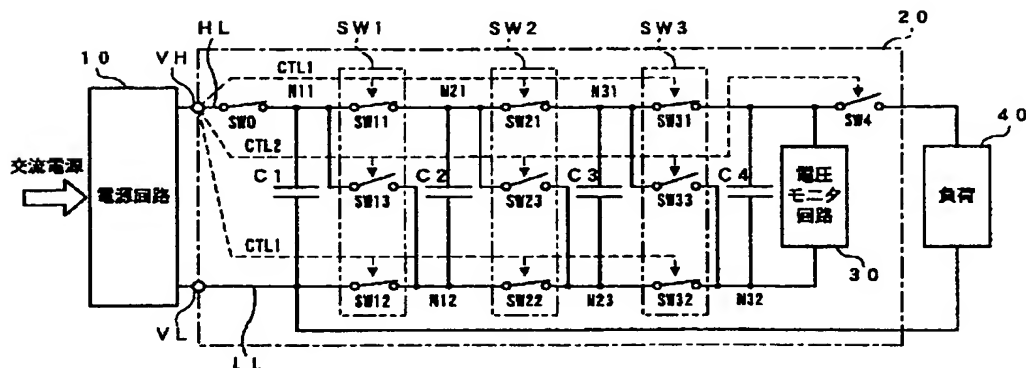 SW1
SW2
SW3
20
HL
VH
10
CTL1
N11
N21
N31
40
SW0
SW11
SW21
SW31
SW4
交流電源
電源回路
CTL2
C1
C2
C3
C4
SW13
SW23
SW33
電圧
モニタ
回路
負荷
CTL1
30
SW12
N12
SW22
N23
SW32
N32
VL
LL